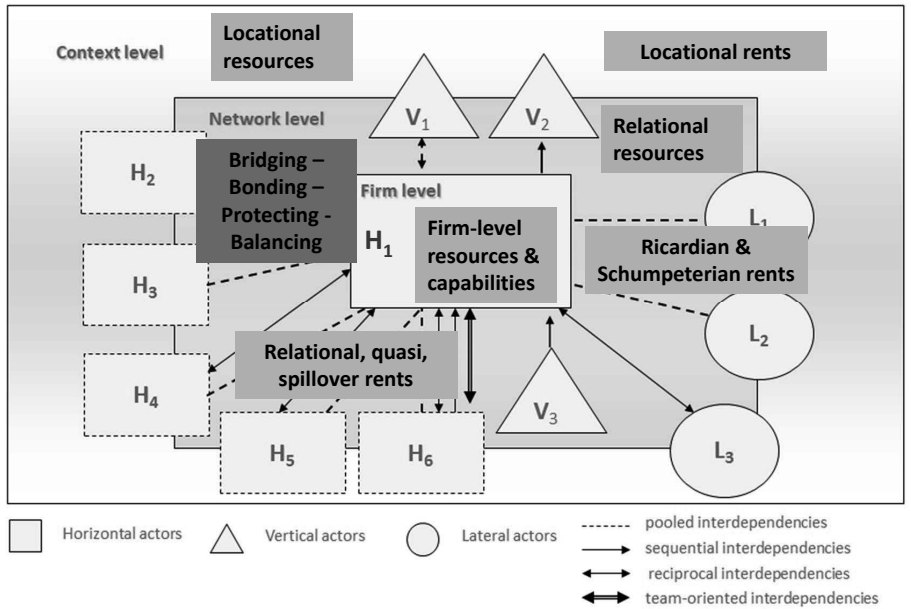 Context level
Locational
resources
Locational rents
Network level
V1
V2
Relational
resources
H2
Bridging –
Bonding –
Protecting -
Balancing
Firm level
H1
Firm-level
resources &
capabilities
L1
Ricardian &
Schumpeterian rents
H3
L2
Relational, quasi,
spillover rents
H4
V3
H5
H6
L3
Horizontal actors
Vertical actors
Lateral actors
pooled interdependencies
sequential interdependencies
reciprocal interdependencies
team-oriented interdependencies